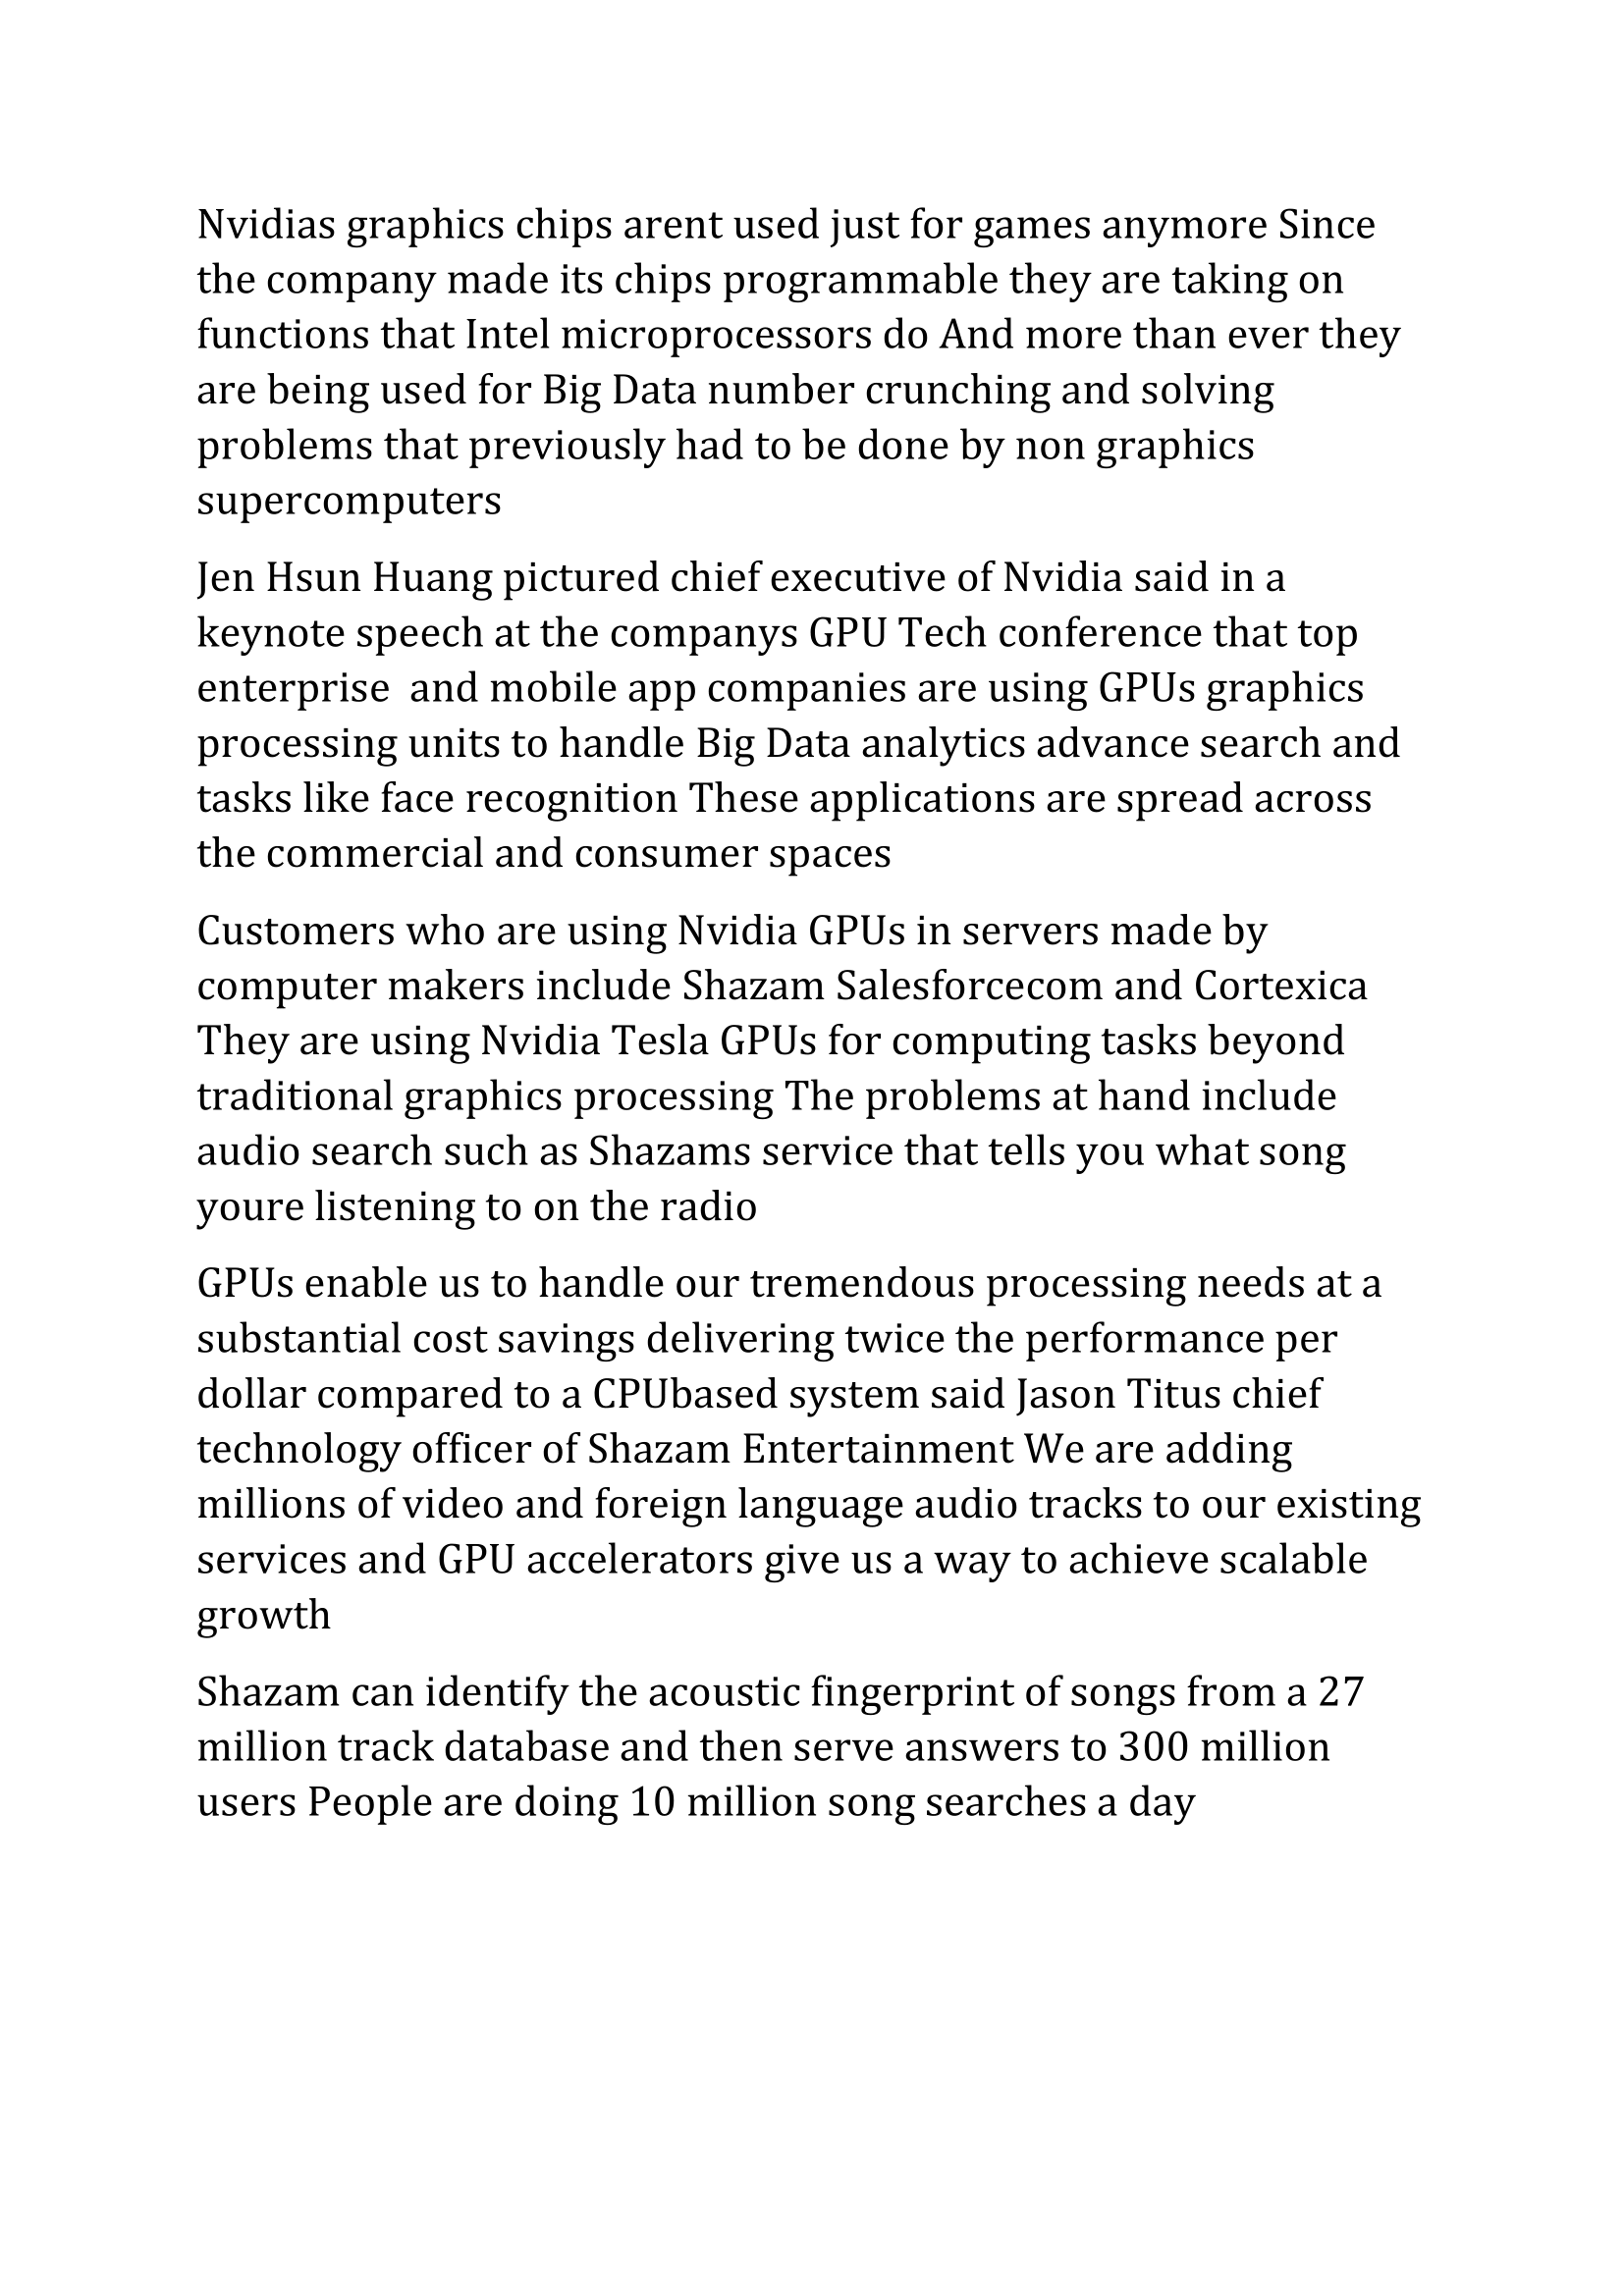 Nvidias graphics chips arent used just for games anymore Since
the company made its chips programmable they are taking on
functions that Intel microprocessors do And more than ever they
are being used for Big Data number crunching and solving
problems that previously had to be done by non graphics
supercomputers
Jen Hsun Huang pictured chief executive of Nvidia said in a
keynote speech at the companys GPU Tech conference that top
enterprise  and mobile app companies are using GPUs graphics
processing units to handle Big Data analytics advance search and
tasks like face recognition These applications are spread across
the commercial and consumer spaces
Customers who are using Nvidia GPUs in servers made by
computer makers include Shazam Salesforcecom and Cortexica
They are using Nvidia Tesla GPUs for computing tasks beyond
traditional graphics processing The problems at hand include
audio search such as Shazams service that tells you what song
youre listening to on the radio
GPUs enable us to handle our tremendous processing needs at a
substantial cost savings delivering twice the performance per
dollar compared to a CPUbased system said Jason Titus chief
technology officer of Shazam Entertainment We are adding
millions of video and foreign language audio tracks to our existing
services and GPU accelerators give us a way to achieve scalable
growth
Shazam can identify the acoustic fingerprint of songs from a 27
million track database and then serve answers to 300 million
users People are doing 10 million song searches a day